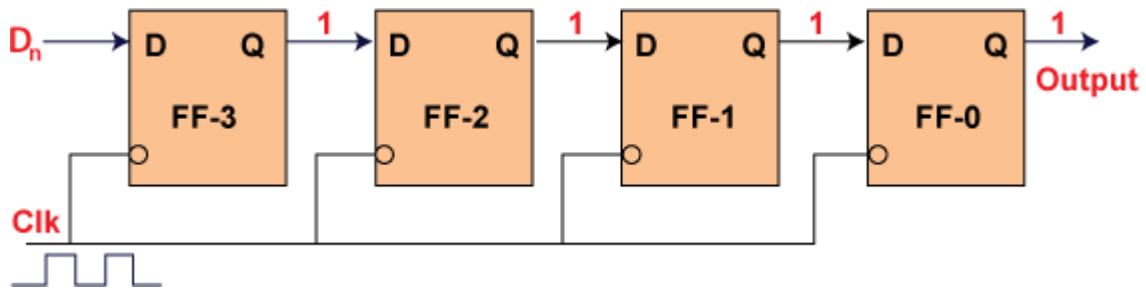 Dn D Q 1 D Q 1 D Q 1 D Q 1
Output
FF-3 FF-2 FF-1 FF-0
Clk